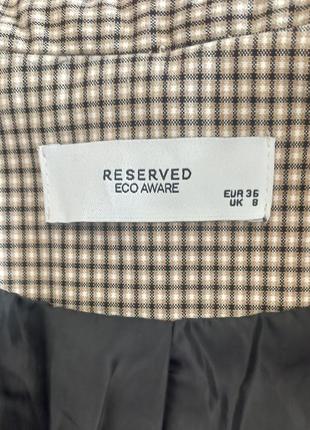 RESERVED
ECO AWARE
EUR 36
UK 8